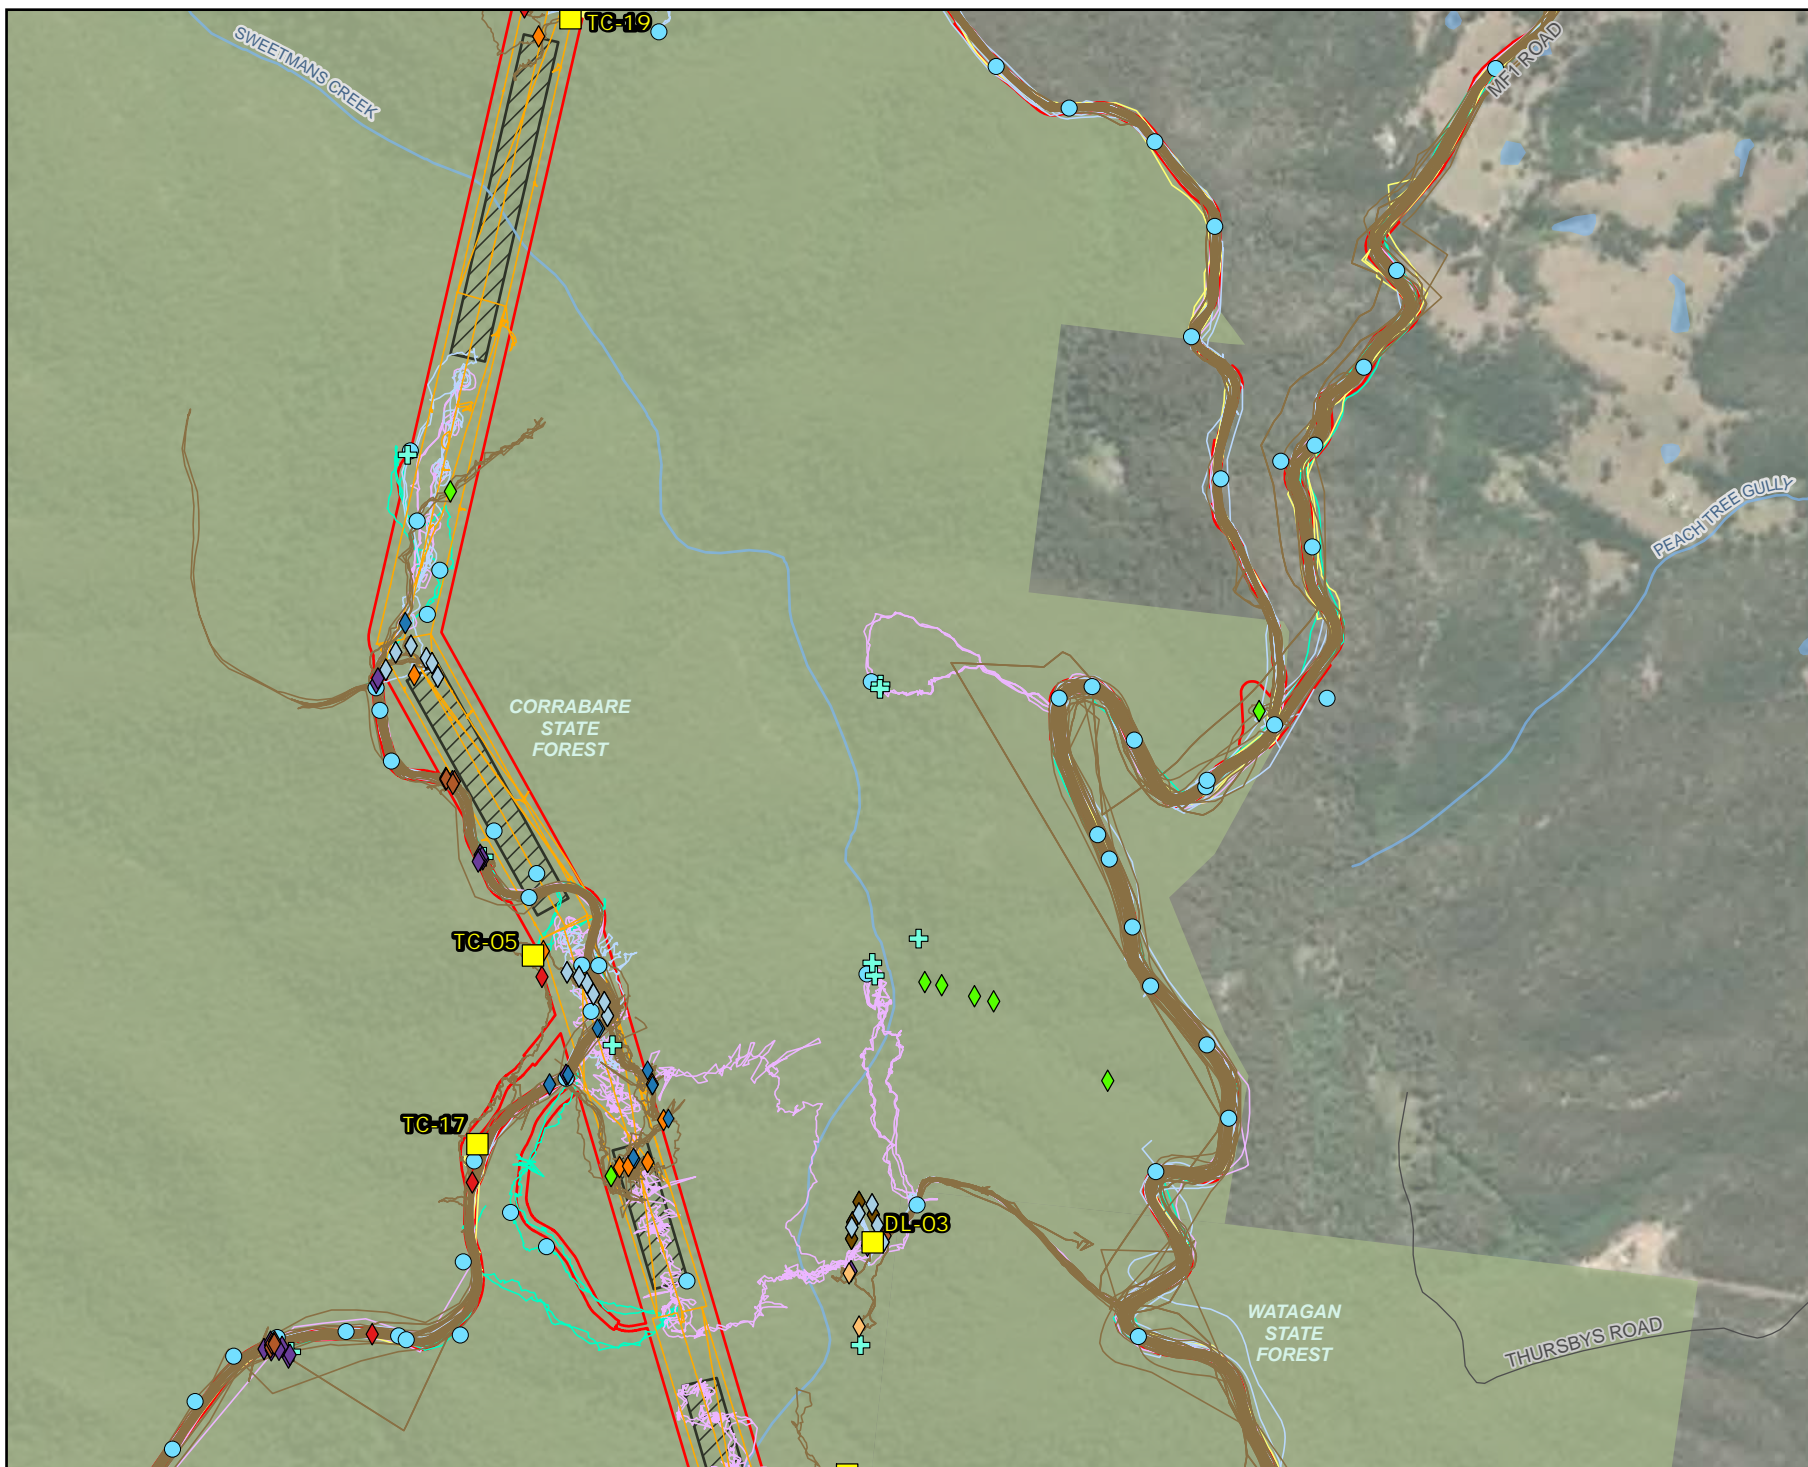 TC-19
SWEETMANS CREEK
MF1 ROAD
PEACH TREE GULLY
CORRABARE
STATE
FOREST
TC-05
TC-17
DL-03
WATAGAN
STATE
FOREST
THURSBYS ROAD